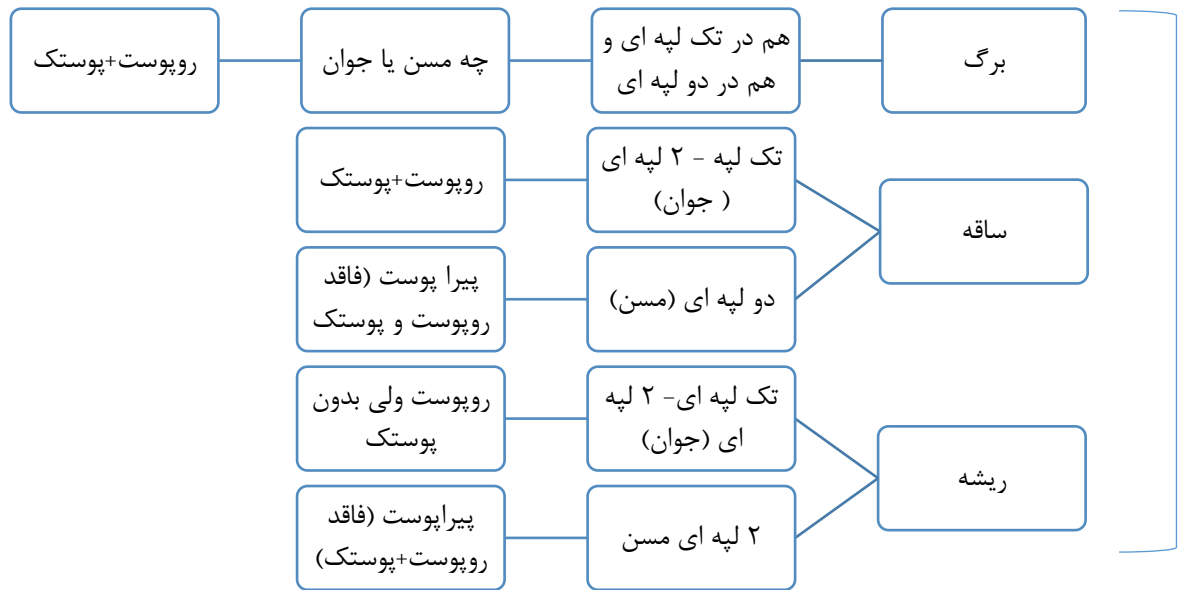 برگ
هم در تک لپه ای و
هم در دو لپه ای
چه مسن یا جوان
روپوست+پوستک
ساقه
تک لپه - ۲ لپه ای
( جوان)
روپوست+پوستک
دو لپه ای (مسن)
پیرا پوست (فاقد
روپوست و پوستک
ریشه
تک لپه ای- ۲ لپه
ای (جوان)
روپوست ولی بدون
پوستک
۲ لپه ای مسن
پیراپوست (فاقد
روپوست+پوستک)